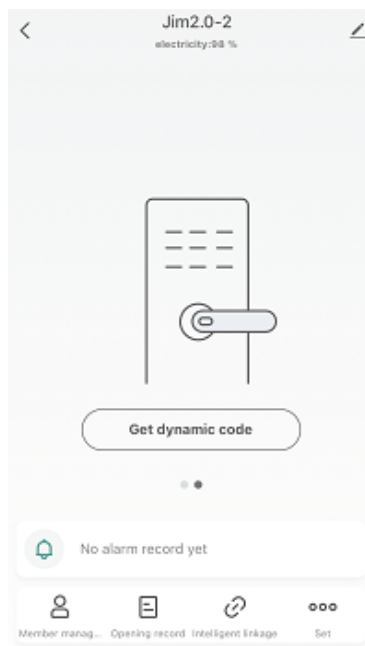 Jim2.0-2
electricity:98 %
Get dynamic code
No alarm record yet
Member manag... Opening record Intelligent linkage Set